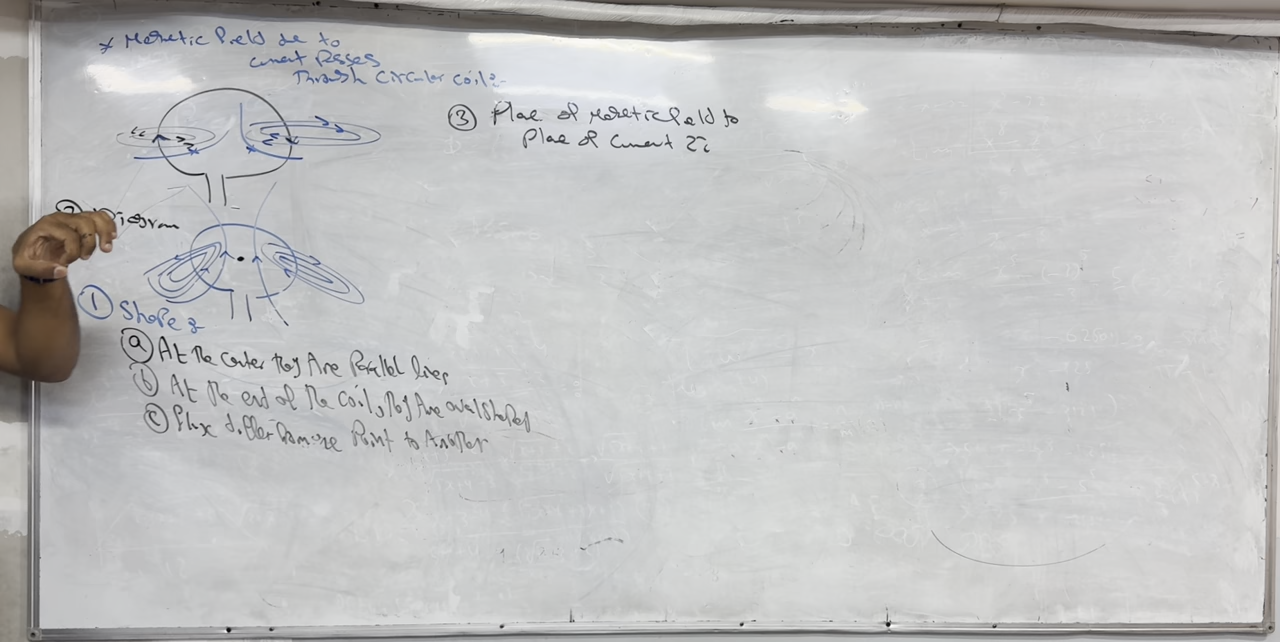 * Magnetic field due to
current passes
Through circular coil:-
② Diagram
① Shape :
ⓐ At the center they Are Parallel lines
ⓑ At the end of the coil, they Are oval shaped
ⓒ Flux differ from one Point to Another
③ Plane of Magnetic field to
Plane of current ??